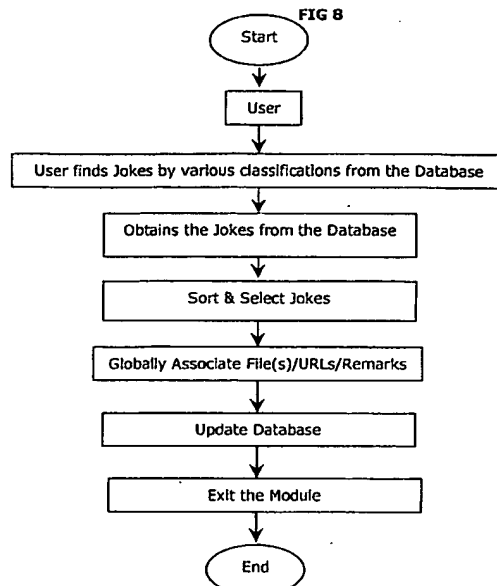 FIG 8
Start
User
User finds Jokes by various classifications from the Database
Obtains the Jokes from the Database
Sort & Select Jokes
Globally Associate File(s)/URLs/Remarks
Update Database
Exit the Module
End